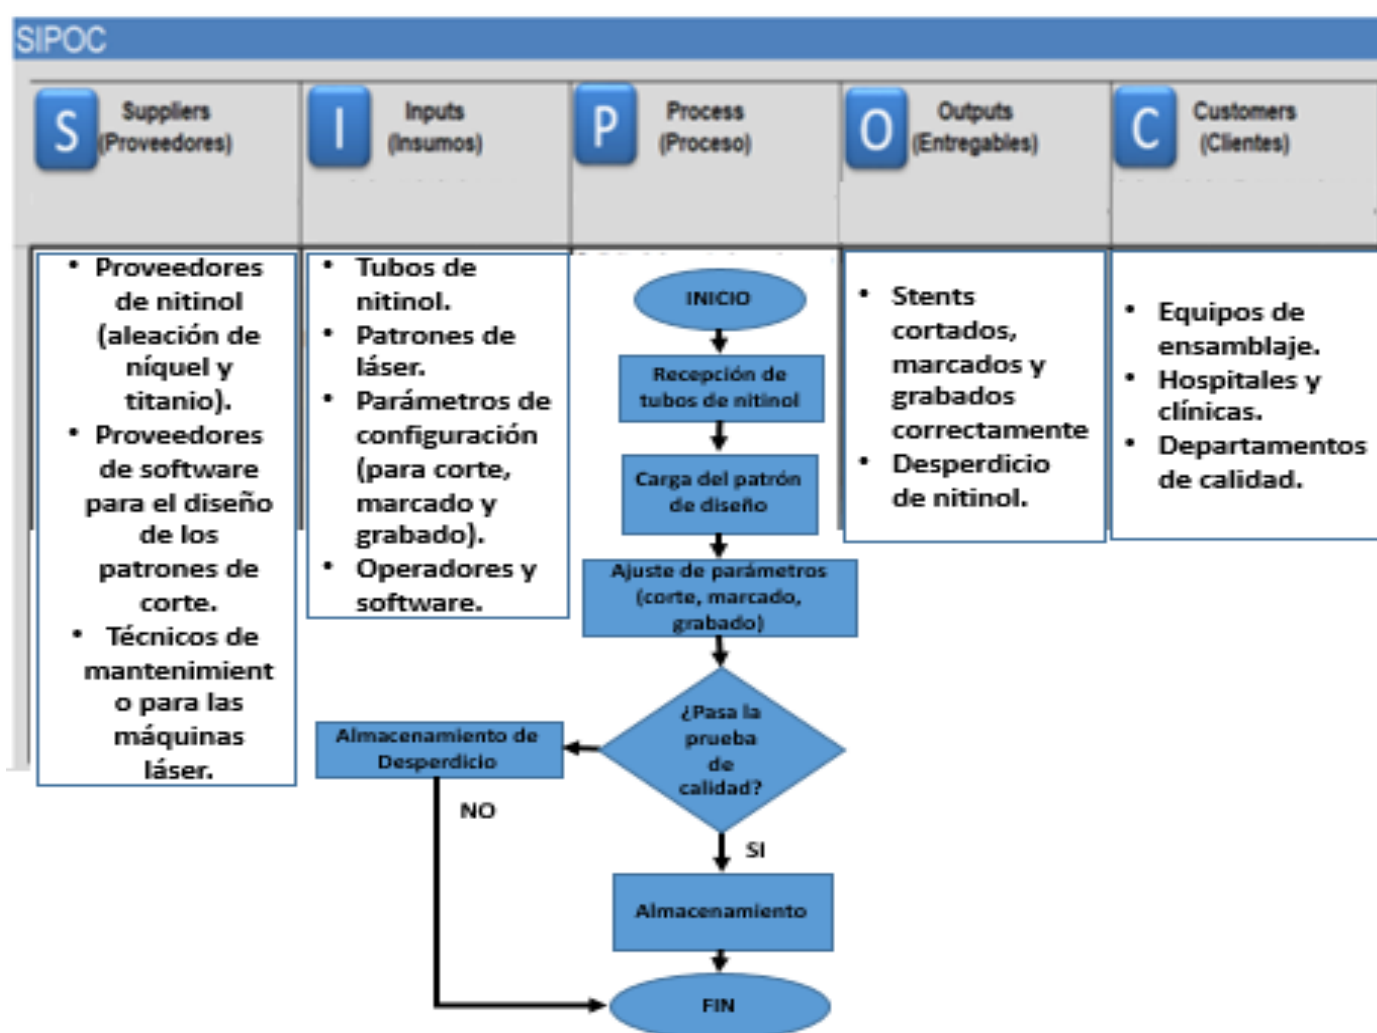 SIPOC
S
Suppliers
(Proveedores)
I
Inputs
(Insumos)
P
Process
(Proceso)
O
Outputs
(Entregables)
C
Customers
(Clientes)
• Proveedores
de nitinol
(aleación de
níquel y
titanio).
• Proveedores
de software
para el diseño
de los
patrones de
corte.
• Técnicos de
mantenimient
o para las
máquinas
láser.
• Tubos de
nitinol.
• Patrones de
láser.
• Parámetros de
configuración
(para corte,
marcado y
grabado).
• Operadores y
software.
INICIO
Recepción de
tubos de nitinol
Carga del patrón
de diseño
Ajuste de parámetros
(corte, marcado,
grabado)
¿Pasa la
prueba
de
calidad?
Almacenamiento de
Desperdicio
NO
SI
Almacenamiento
FIN
• Stents
cortados,
marcados y
grabados
correctamente
• Desperdicio
de nitinol.
• Equipos de
ensamblaje.
• Hospitales y
clínicas.
• Departamentos
de calidad.